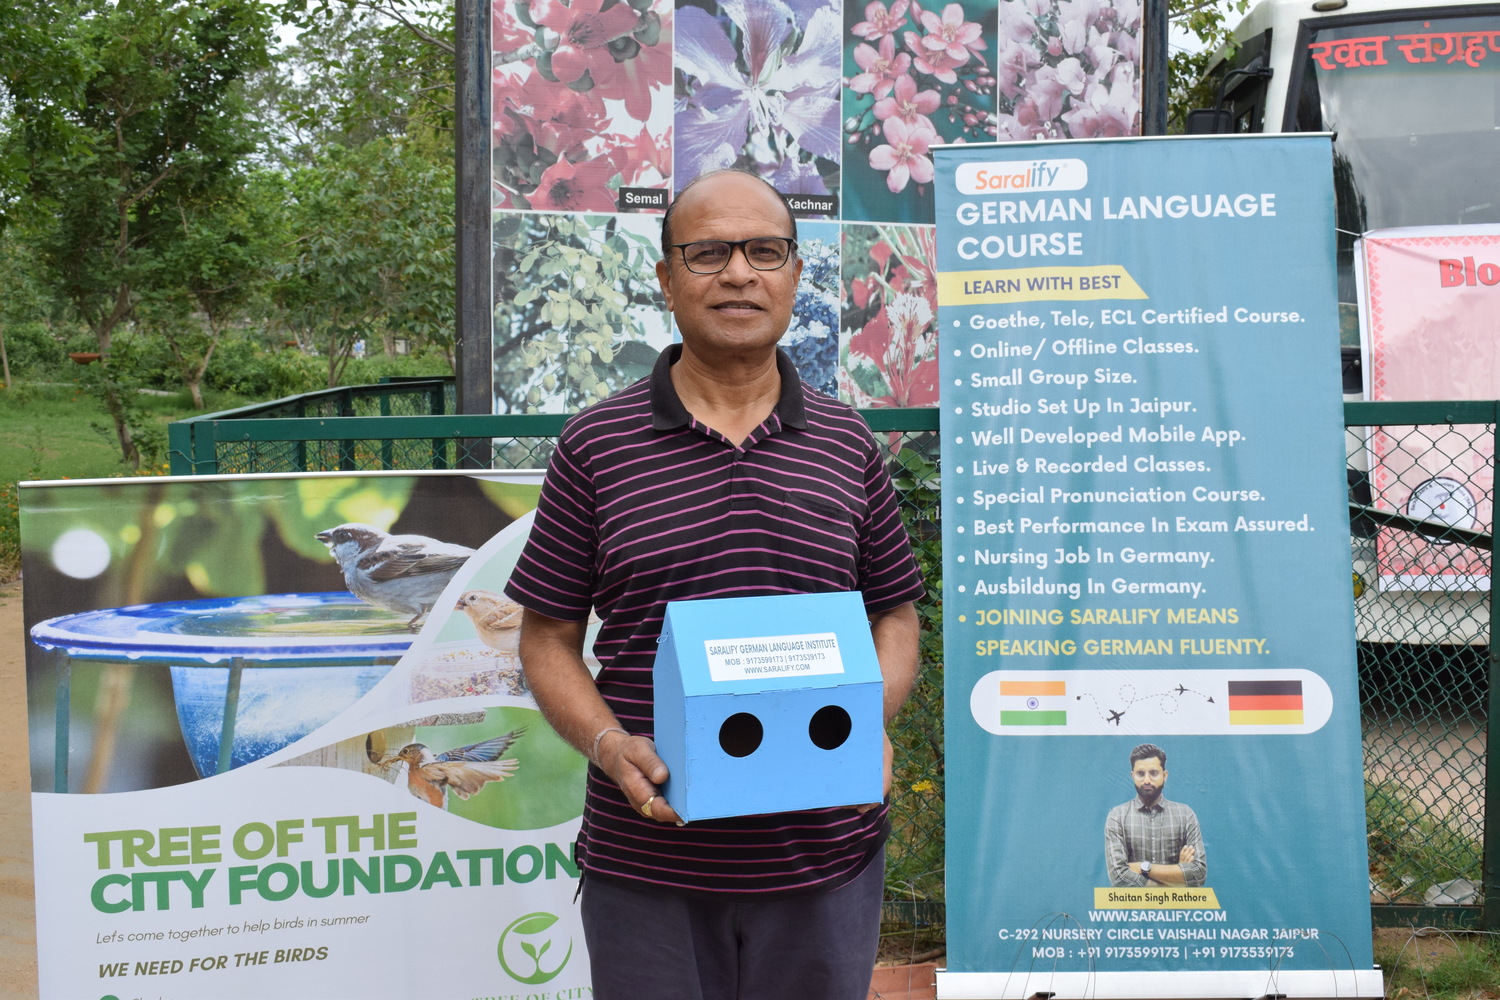 Semal
Kachnar
रक्त संग्रह
Blo
Saralify
GERMAN LANGUAGE
COURSE
LEARN WITH BEST
• Goethe, Telc, ECL Certified Course.
• Online/ Offline Classes.
• Small Group Size.
• Studio Set Up In Jaipur.
• Well Developed Mobile App.
• Live & Recorded Classes.
• Special Pronunciation Course.
• Best Performance In Exam Assured.
• Nursing Job In Germany.
• Ausbildung In Germany.
• JOINING SARALIFY MEANS
SPEAKING GERMAN FLUENTY.
Shaitan Singh Rathore
WWW.SARALIFY.COM
C-292 NURSERY CIRCLE VAISHALI NAGAR JAIPUR
MOB : +91 9173599173 | +91 9173539173
SARALIFY GERMAN LANGUAGE INSTITUTE
MOB : 9173599173 | 9173539173
WWW.SARALIFY.COM
TREE OF THE
CITY FOUNDATION
Let's come together to help birds in summer
WE NEED FOR THE BIRDS
TREE OF CITY